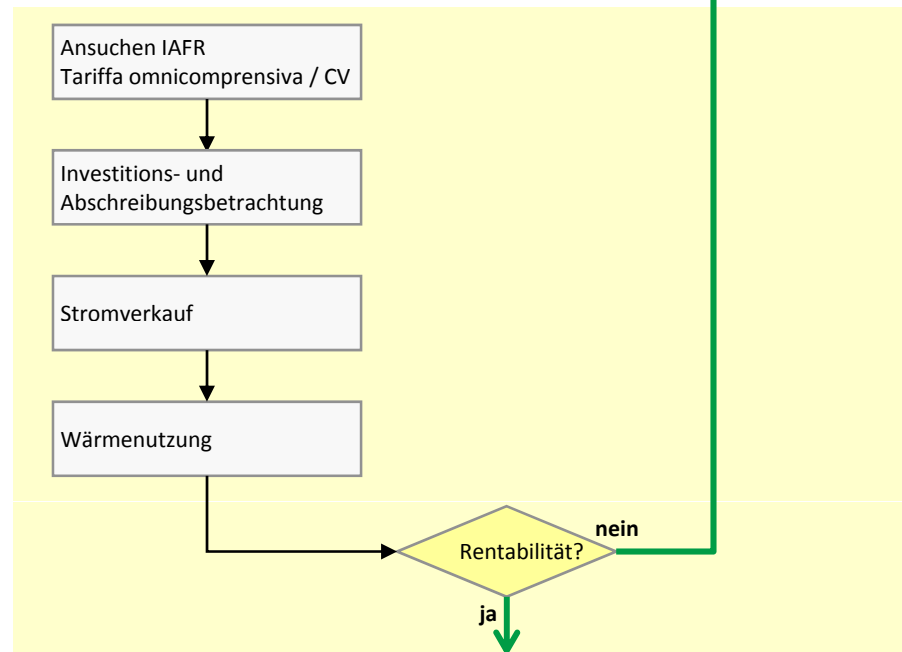 Ansuchen IAFR
Tariffa omnicomprensiva / CV
Investitions- und
Abschreibungsbetrachtung
Stromverkauf
Wärmenutzung
Rentabilität?
nein
ja